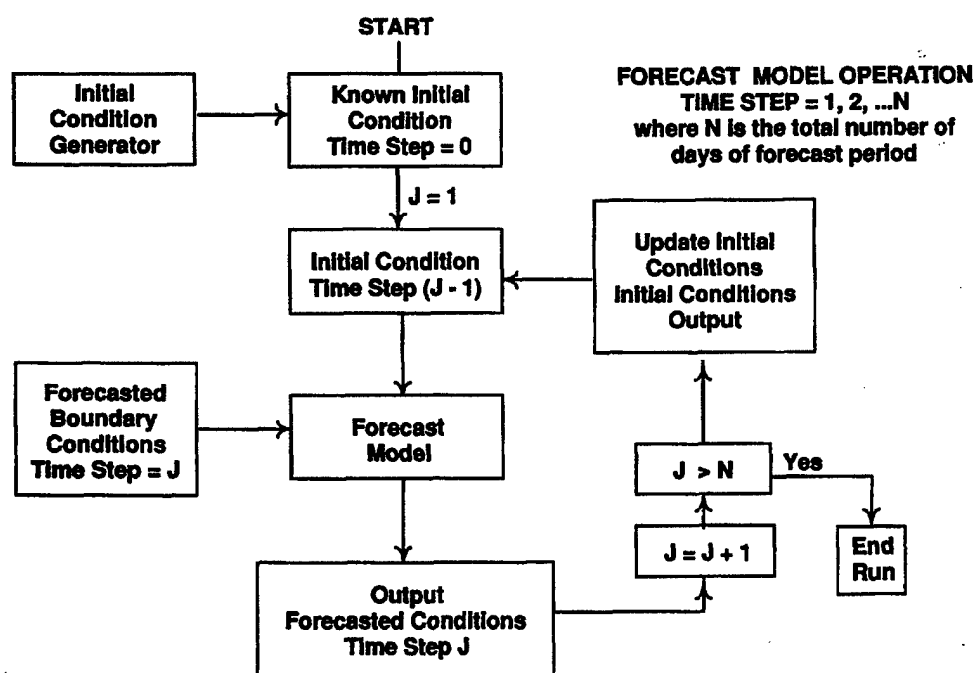 START
Initial
Condition
Generator
Known Initial
Condition
Time Step = 0
FORECAST MODEL OPERATION
TIME STEP = 1, 2, ...N
where N is the total number of
days of forecast period
J = 1
Initial Condition
Time Step (J - 1)
Update Initial
Conditions
Initial Conditions
Output
Forecasted
Boundary
Conditions
Time Step = J
Forecast
Model
J > N
Yes
J = J + 1
End
Run
Output
Forecasted Conditions
Time Step J